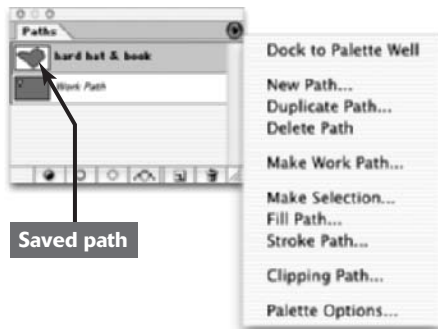 Paths
hard hat & book
Work Path
Saved path
Dock to Palette Well
New Path...
Duplicate Path...
Delete Path
Make Work Path...
Make Selection...
Fill Path...
Stroke Path...
Clipping Path...
Palette Options...